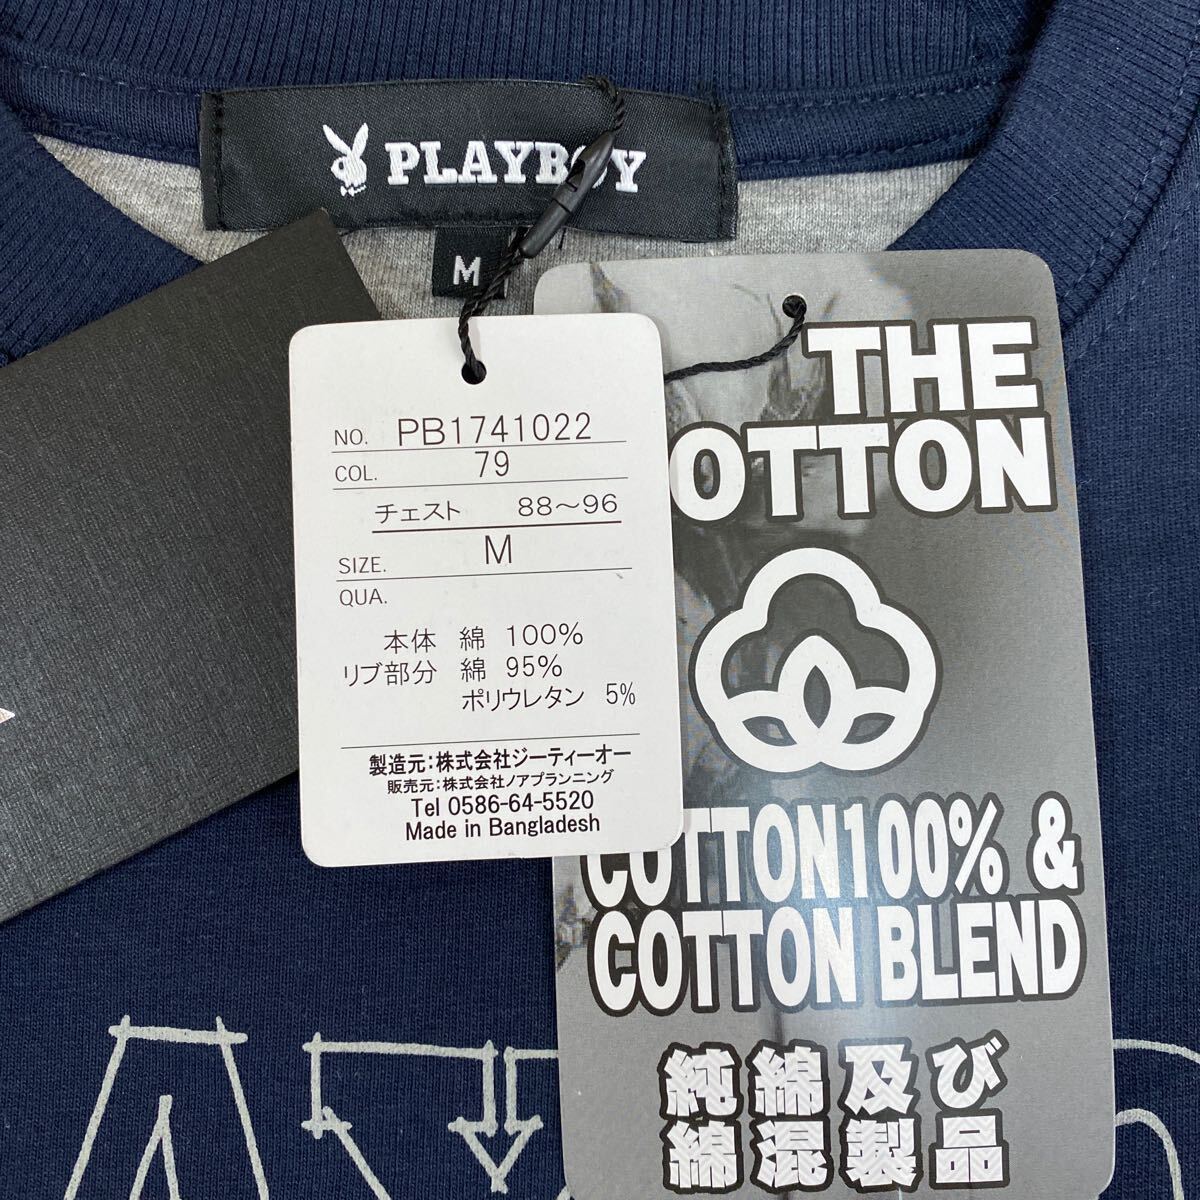 PLAYBOY
M
THE
OTTON
NO. PB1741022
COL. 79
チェスト 88～96
SIZE. M
QUA.
本体 綿 100%
リブ部分 綿 95%
ポリウレタン 5%
製造元:株式会社ジーティーオー
販売元:株式会社ノアプランニング
Tel 0586-64-5520
Made in Bangladesh
COTTON100% &
COTTON BLEND
純綿及び
綿混製品